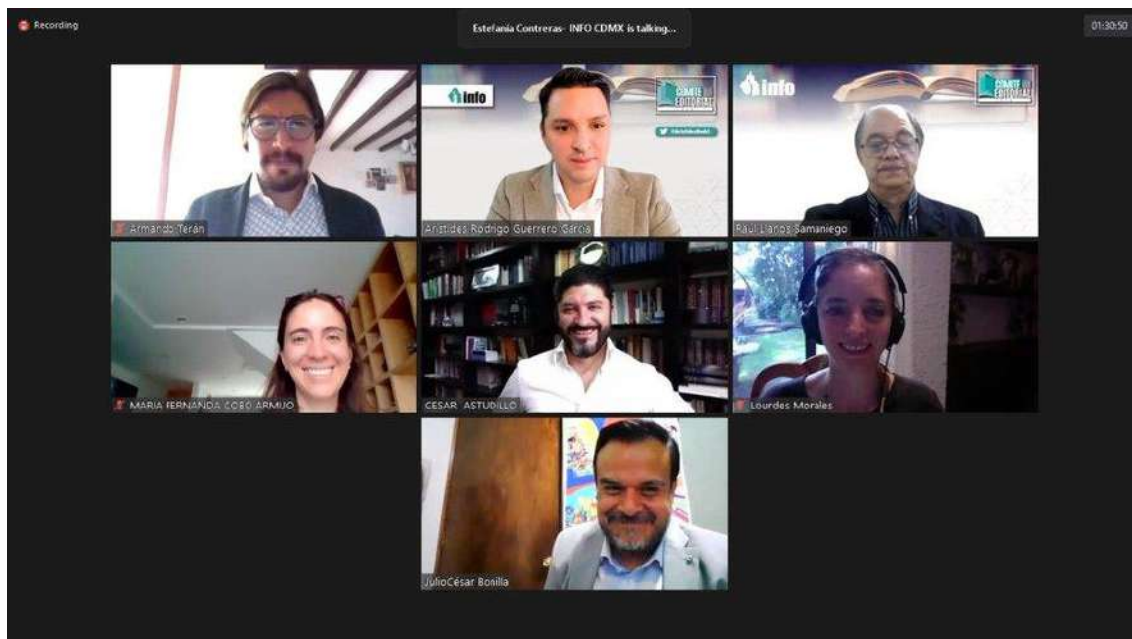 Recording
Estefanía Contreras- INFO CDMX is talking...
01:30:50
info
COMITÉ
EDITORIAL
info
COMITÉ
EDITORIAL
Armando Terán
Arístides Rodrigo Guerrero García
Raúl Llanos Samaniego
MARIA FERNANDA COBO ARMIJO
CESAR ASTUDILLO
Lourdes Morales
JulioCésar Bonilla